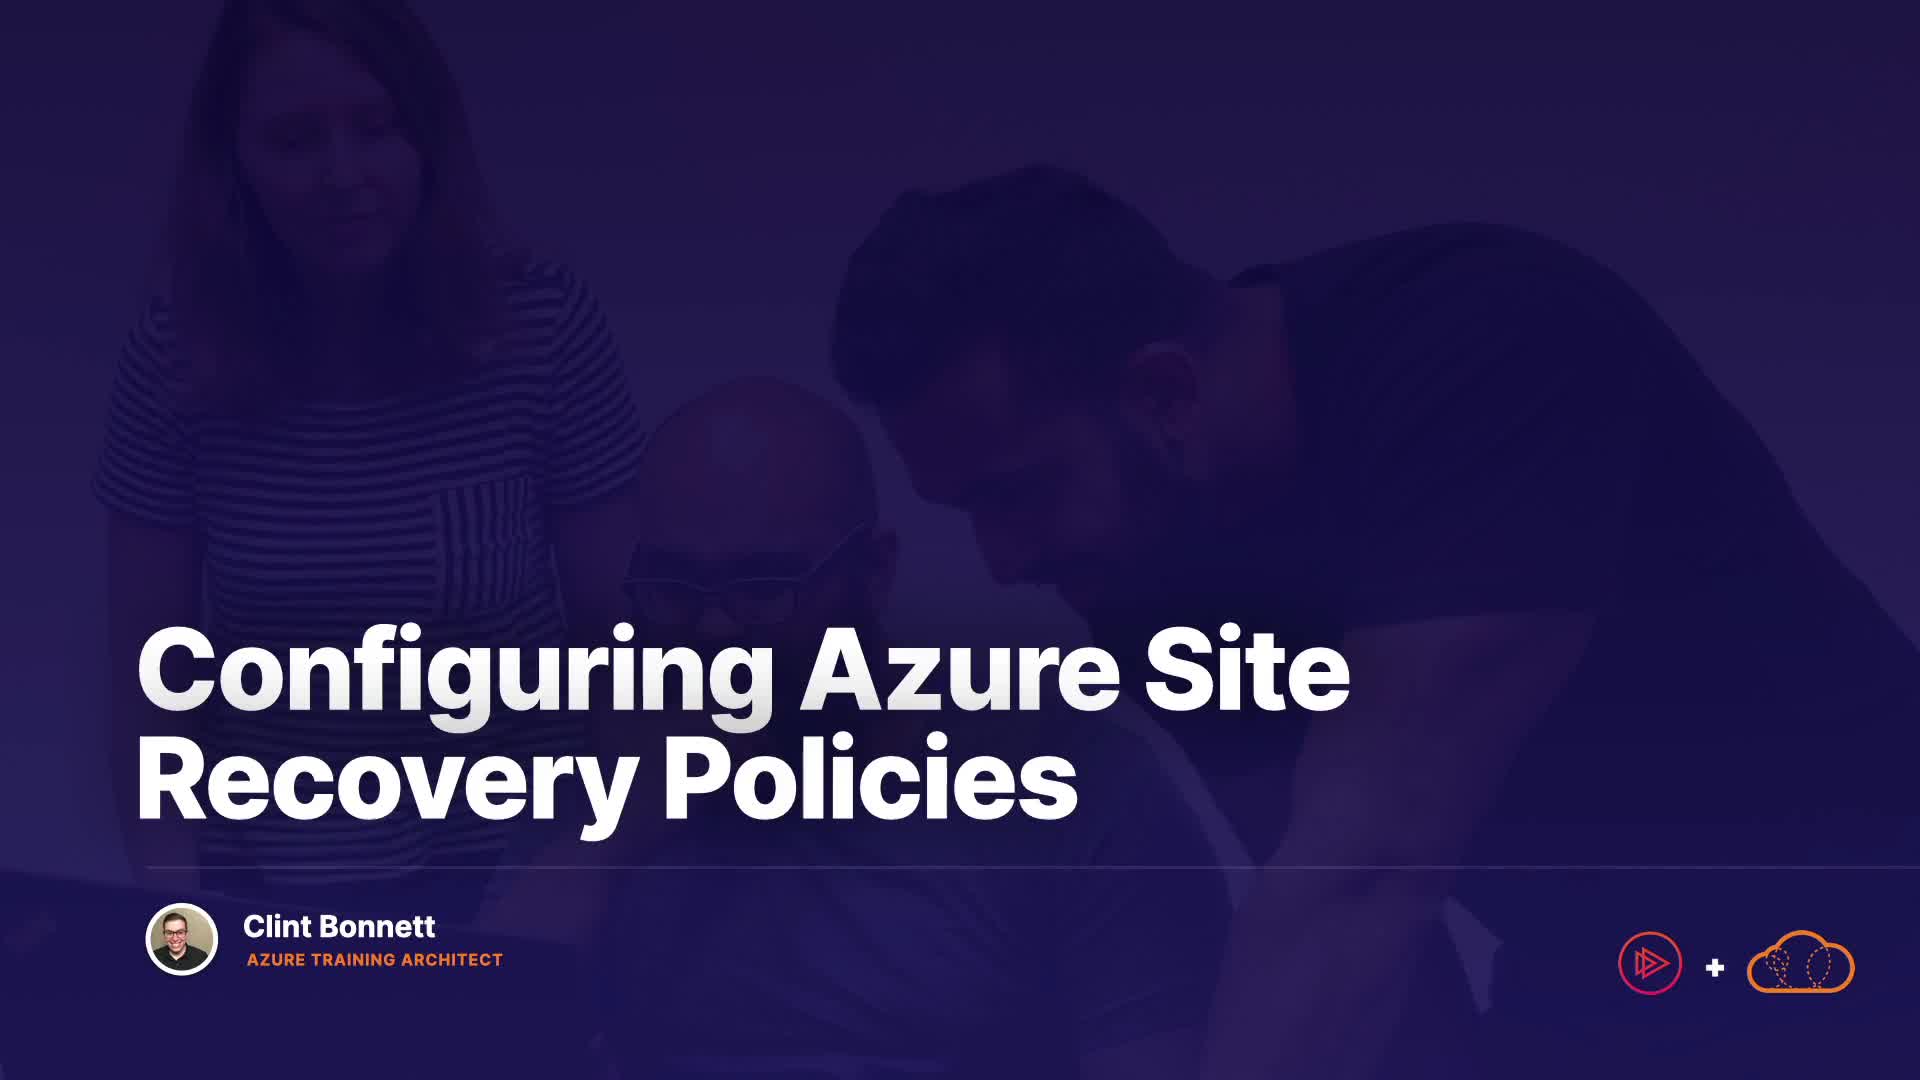 Configuring Azure Site
Recovery Policies
Clint Bonnett
AZURE TRAINING ARCHITECT